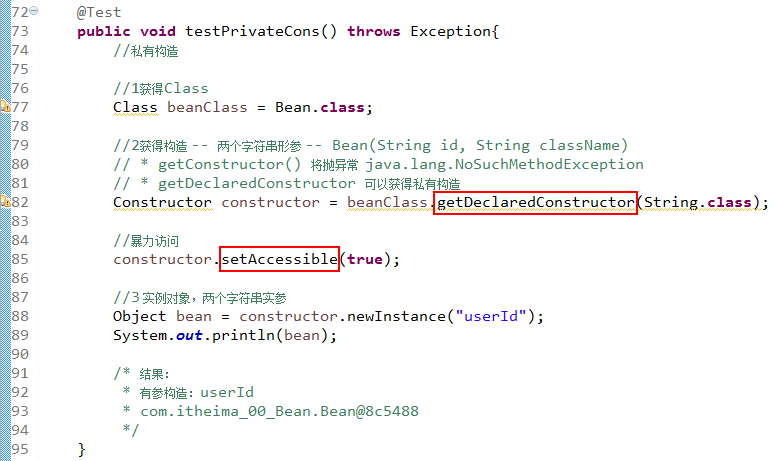 72 @Test
73 public void testPrivateCons() throws Exception{
74 //私有构造
75
76 //1获得Class
77 Class beanClass = Bean.class;
78
79 //2获得构造 -- 两个字符串形参 -- Bean(String id, String className)
80 // * getConstructor() 将抛异常 java.lang.NoSuchMethodException
81 // * getDeclaredConstructor 可以获得私有构造
82 Constructor constructor = beanClass.getDeclaredConstructor(String.class);
83
84 //暴力访问
85 constructor.setAccessible(true);
86
87 //3 实例对象，两个字符串实参
88 Object bean = constructor.newInstance("userId");
89 System.out.println(bean);
90
91 /* 结果：
92 * 有参构造：userId
93 * com.itheima_00_Bean.Bean@8c5488
94 */
95 }